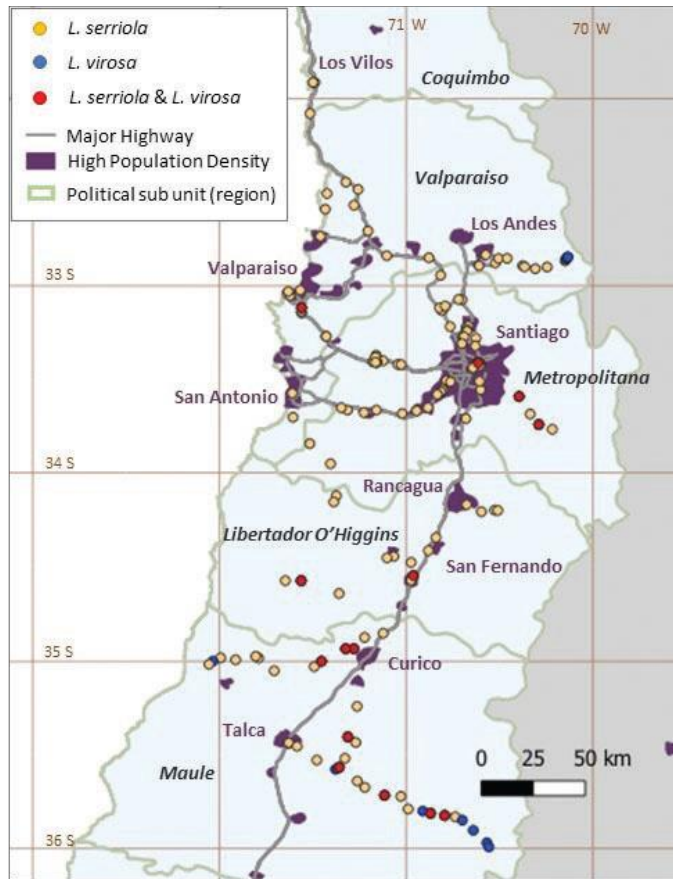 L. serriola
L. virosa
L. serriola & L. virosa
Major Highway
High Population Density
Political sub unit (region)
71 W
70 W
Los Vilos
Coquimbo
Valparaiso
Los Andes
Valparaiso
33 S
Santiago
Metropolitana
San Antonio
34 S
Rancagua
Libertador O'Higgins
San Fernando
35 S
Curico
Talca
Maule
0 25 50 km
36 S